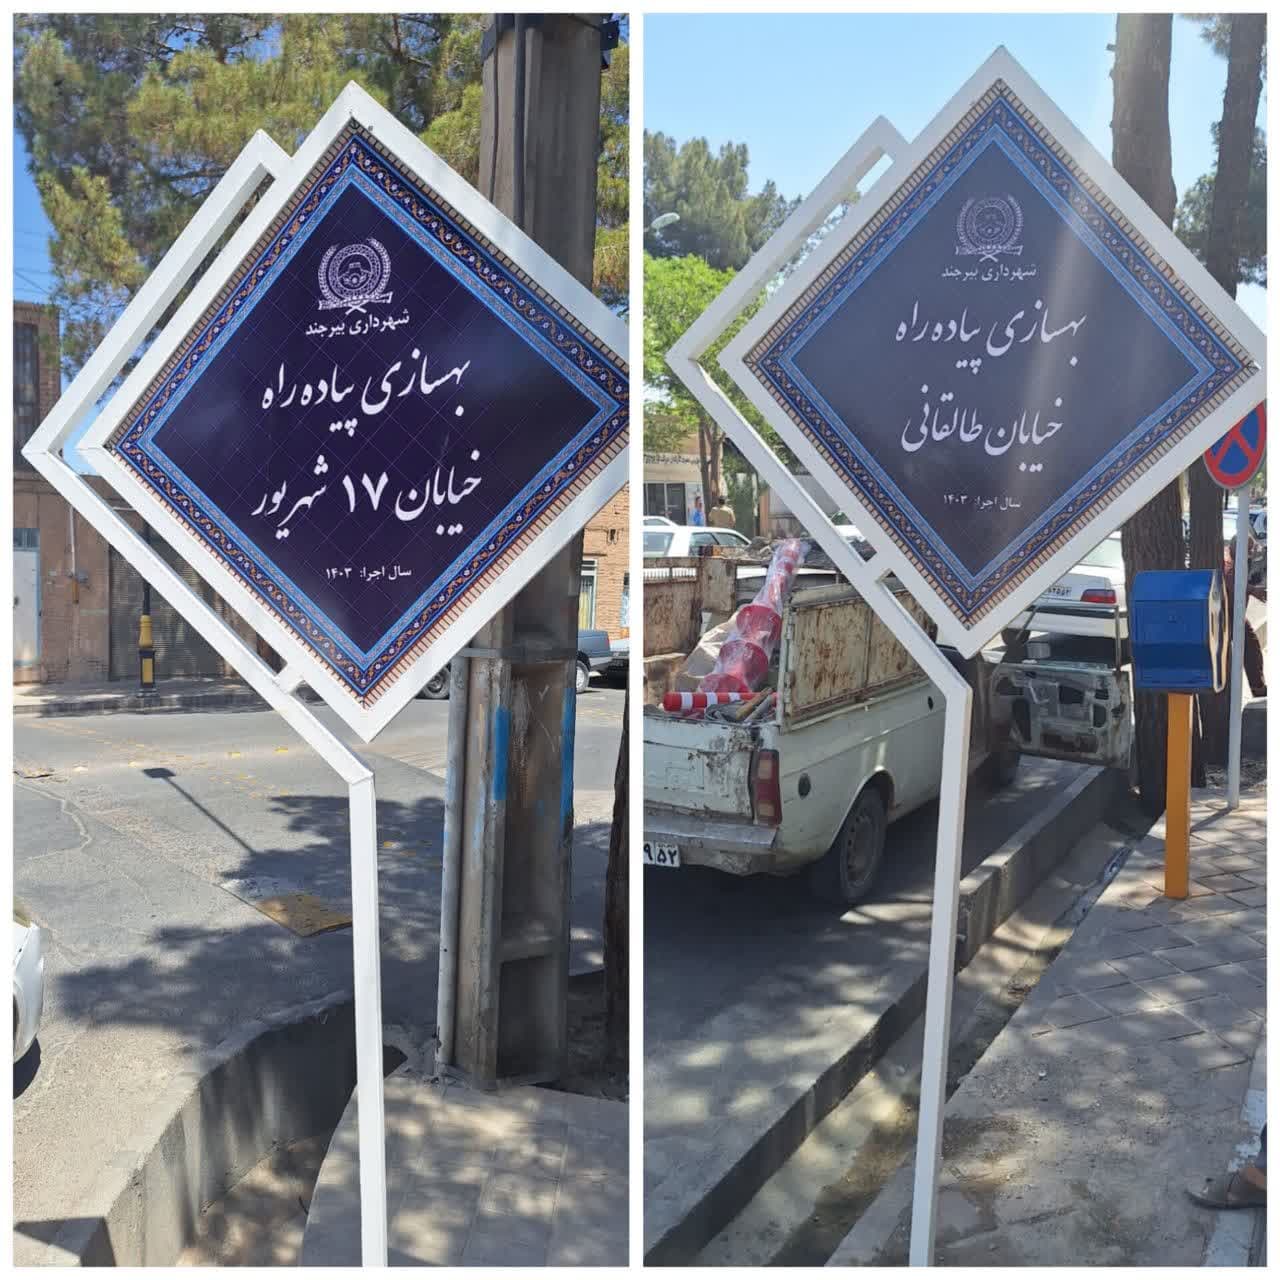 شهرداری بیرجند
بهسازی پیاده راه
خیابان ۱۷ شهریور
سال اجرا: ۱۴۰۳
شهرداری بیرجند
بهسازی پیاده راه
خیابان طالقانی
سال اجرا: ۱۴۰۳
۹۵۲